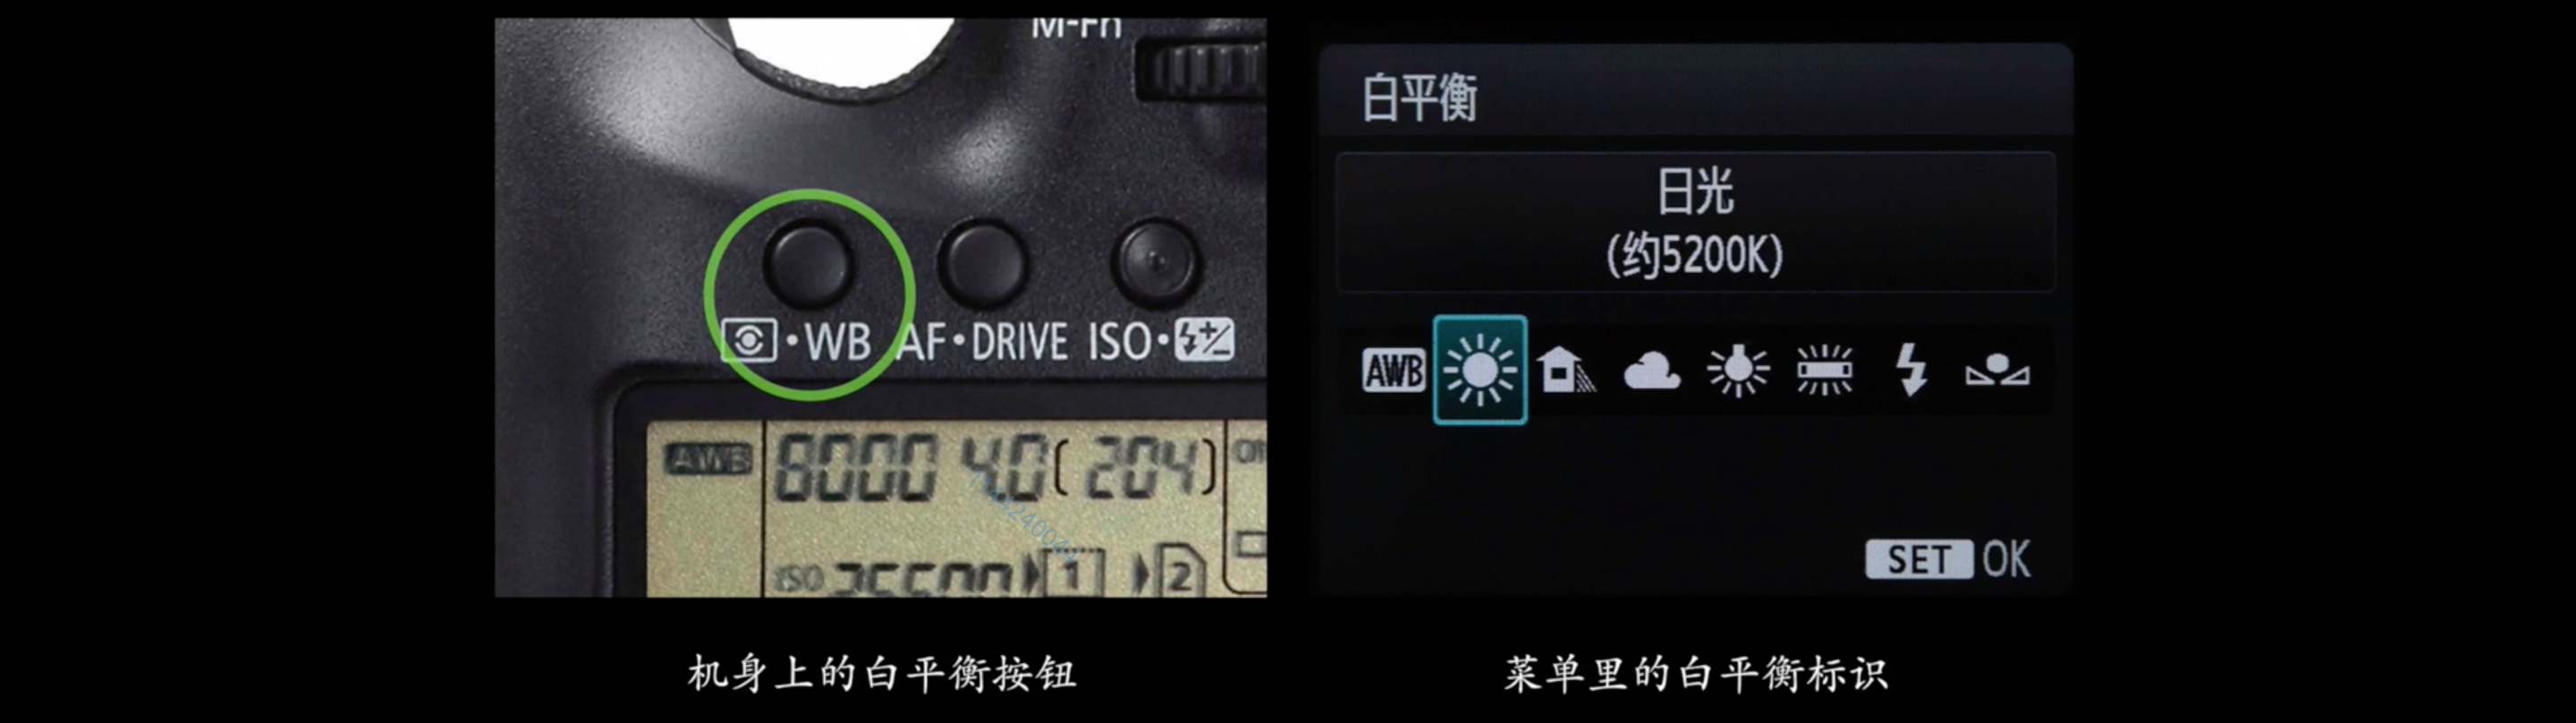 M-Fn
·WB AF·DRIVE ISO·
AWB 8000 4.0 ( 204 )
ISO 25600 1 2
机身上的白平衡按钮
白平衡
日光
(约5200K)
AWB
SET OK
菜单里的白平衡标识